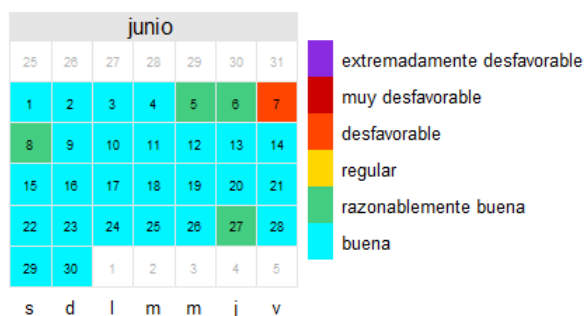 junio
25 26 27 28 29 30 31
1 2 3 4 5 6 7
8 9 10 11 12 13 14
15 16 17 18 19 20 21
22 23 24 25 26 27 28
29 30 1 2 3 4 5
s d l m m j v
extremadamente desfavorable
muy desfavorable
desfavorable
regular
razonablemente buena
buena